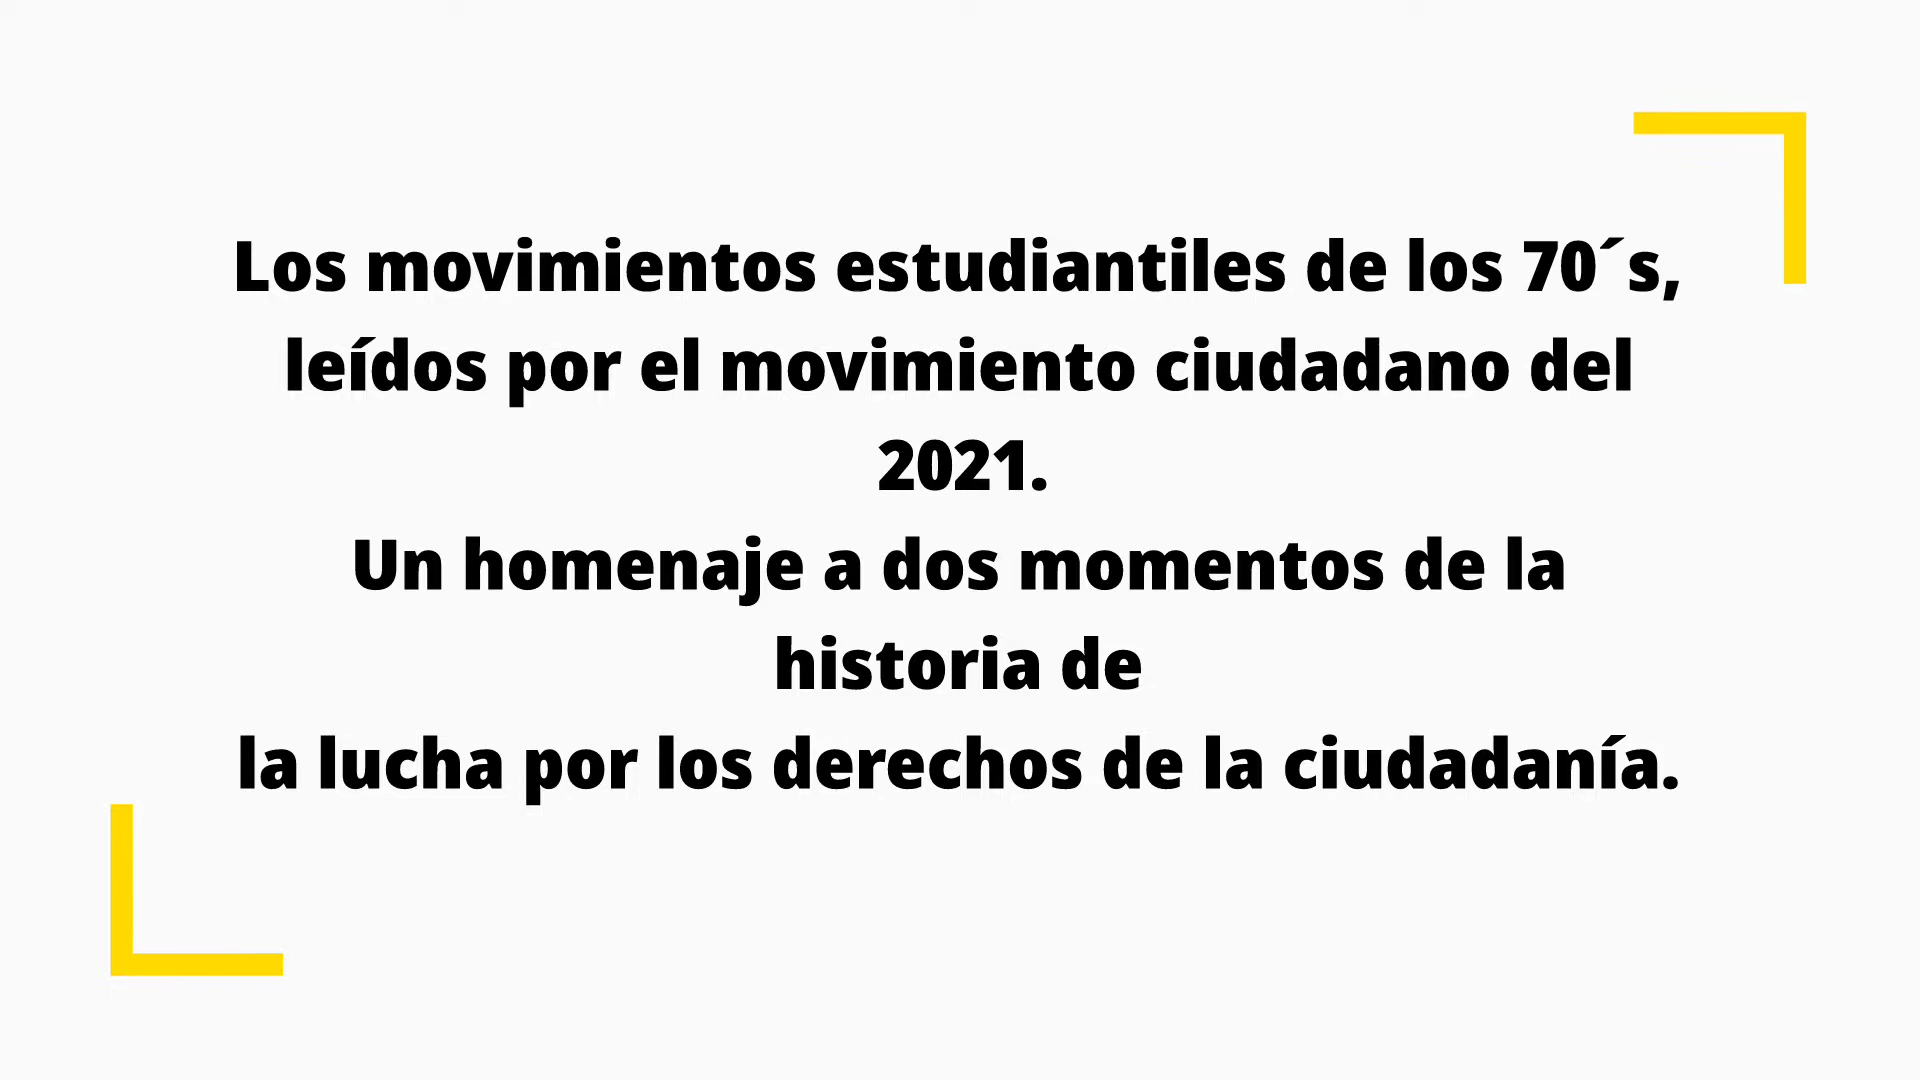 Los movimientos estudiantiles de los 70´s,
leídos por el movimiento ciudadano del
2021.
Un homenaje a dos momentos de la
historia de
la lucha por los derechos de la ciudadanía.